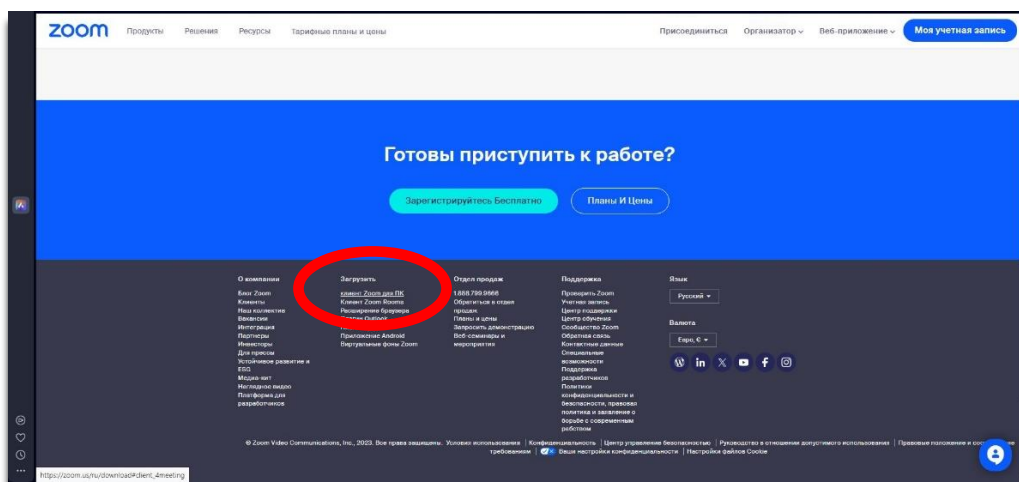 zoom
Продукты Решения Ресурсы Тарифные планы и цены Присоединиться Организатор Веб-приложение Моя учетная запись
Готовы приступить к работе?
Зарегистрируйтесь Бесплатно Планы И Цены
О компании
Блог Zoom
Клиенты
Наш коллектив
Вакансии
Интеграция
Партнеры
Инвесторы
Для прессы
Устойчивое развитие и
ESG
Медиа-кит
Наглядное видео
Платформа для
разработчиков
Загрузить
клиент Zoom для ПК
Клиент Zoom Rooms
Расширение браузера
Outlook
Приложение Android
Виртуальные фоны Zoom
Отдел продаж
1.888.799.9666
Обратиться в отдел
продаж
Планы и цены
Запросить демонстрацию
Веб-семинары и
мероприятия
Поддержка
Проверить Zoom
Учетная запись
Центр поддержки
Центр обучения
Сообщество Zoom
Обратная связь
Контактные данные
Специальные
возможности
Поддержка
разработчиков
Политики
конфиденциальности и
безопасности, правовая
политика и заявление о
борьбе с современным
рабством
Язык
Русский
Валюта
Евро, €
© Zoom Video Communications, Inc., 2023. Все права защищены. Условия использования | Конфиденциальность | Центр управления безопасностью | Руководство в отношении допустимого использования | Правовые положения и
требованиям | Ваши настройки конфиденциальности | Настройки файлов Cookie
https://zoom.us/ru/download#client_4meeting